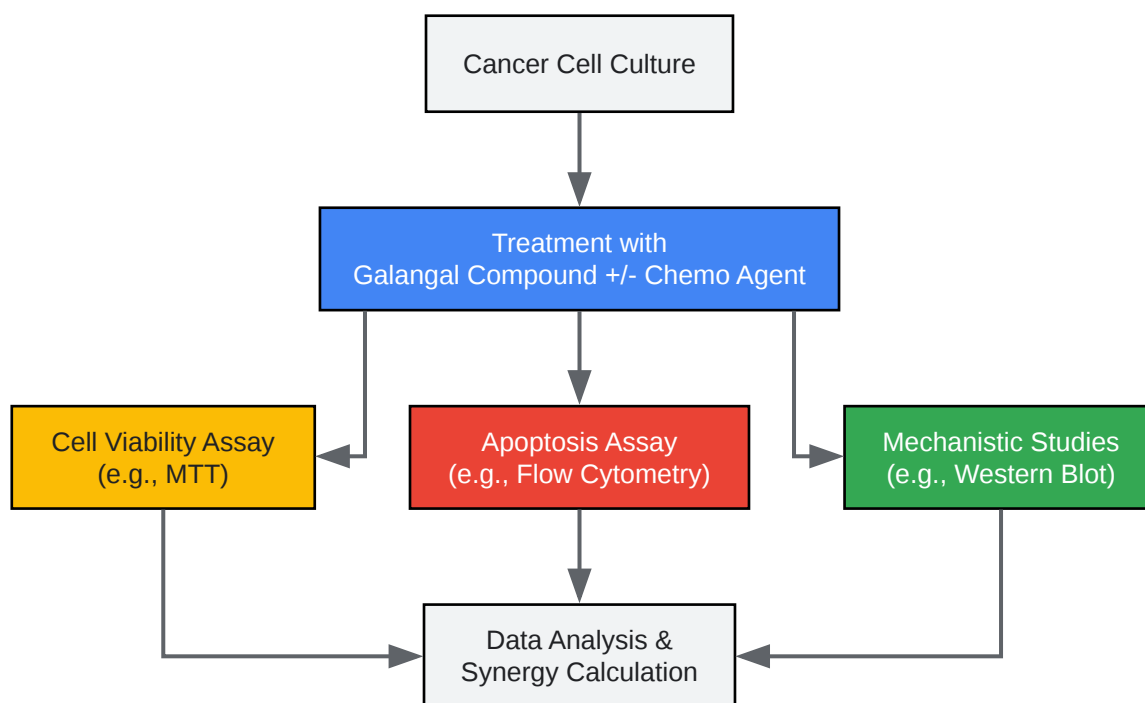 Cancer Cell Culture
Treatment with
Galangal Compound +/- Chemo Agent
Cell Viability Assay
(e.g., MTT)
Apoptosis Assay
(e.g., Flow Cytometry)
Mechanistic Studies
(e.g., Western Blot)
Data Analysis &
Synergy Calculation